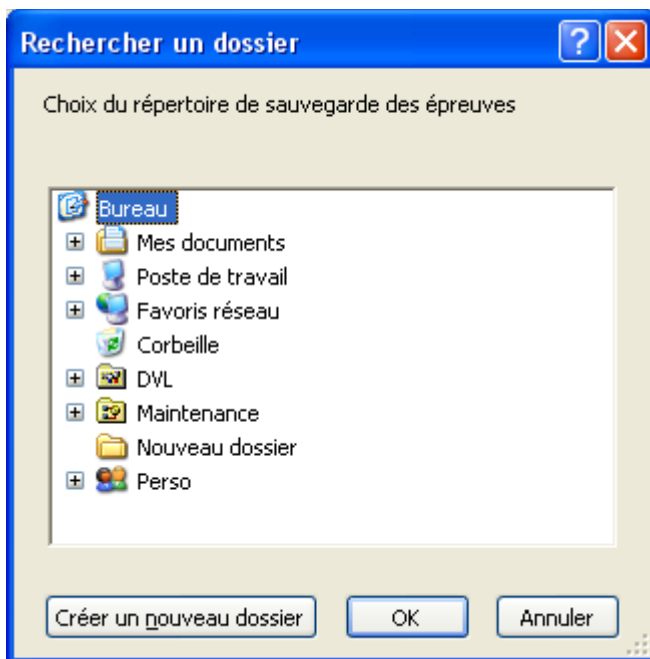 Rechercher un dossier
Choix du répertoire de sauvegarde des épreuves
Bureau
Mes documents
Poste de travail
Favoris réseau
Corbeille
DVL
Maintenance
Nouveau dossier
Perso
Créer un nouveau dossier OK Annuler